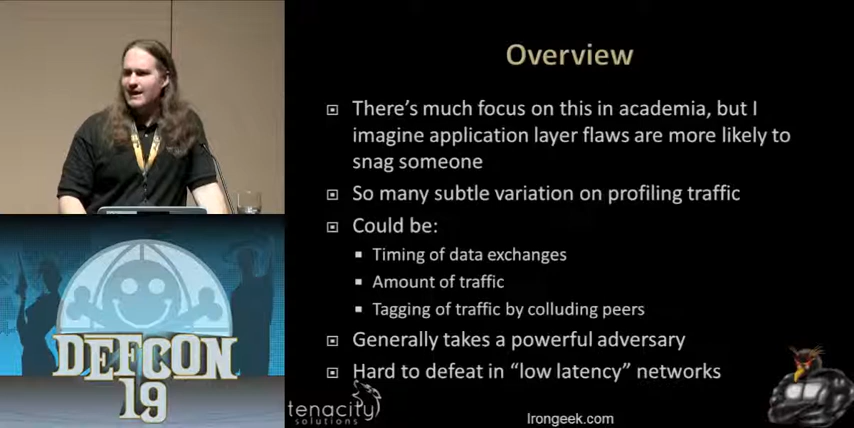 Overview
There's much focus on this in academia, but I
imagine application layer flaws are more likely to
snag someone
So many subtle variation on profiling traffic
Could be:
Timing of data exchanges
Amount of traffic
Tagging of traffic by colluding peers
Generally takes a powerful adversary
Hard to defeat in "low latency" networks
DEFCON
19
tenacity
solutions
Irongeek.com